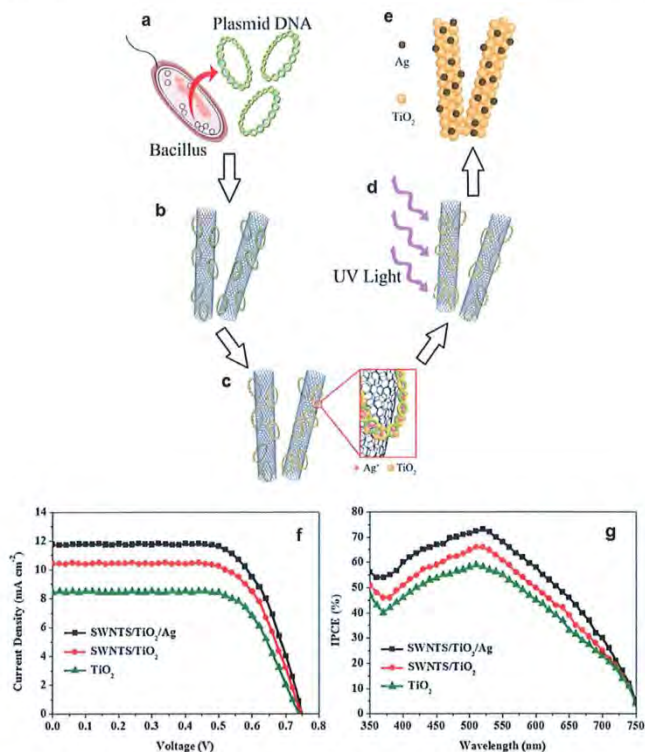 a
Plasmid DNA
Bacillus
e
Ag
TiO₂
b
d
UV Light
c
Ag⁺ TiO₂
f
Current Density (mA cm⁻²)
14
12
10
8
6
4
2
0
SWNTS/TiO₂/Ag
SWNTS/TiO₂
TiO₂
0.0 0.1 0.2 0.3 0.4 0.5 0.6 0.7 0.8
Voltage (V)
g
IPCE (%)
80
70
60
50
40
30
20
10
0
SWNTS/TiO₂/Ag
SWNTS/TiO₂
TiO₂
350 400 450 500 550 600 650 700 750
Wavelength (nm)